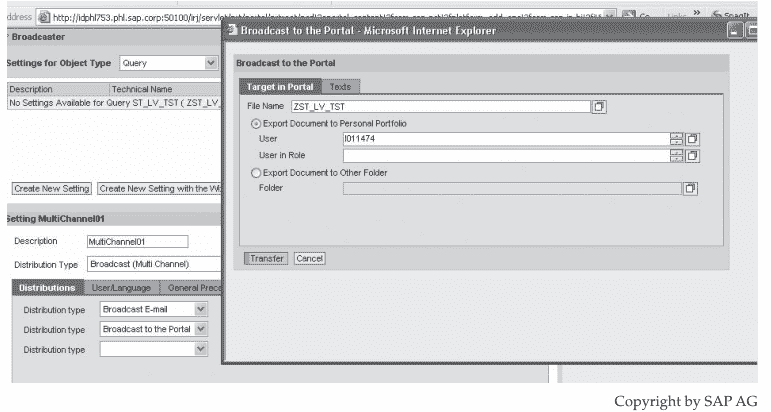 ddress http://idphl753.phl.sap.corp:50100/irj/servlet
Links » SnagIt
Broadcaster
Settings for Object Type Query
Description Technical Name
No Settings Available for Query ST_LV_TST ( ZST_LV_
Create New Setting Create New Setting with the Wi
Setting MultiChannel01
Description MultiChannel01
Distribution Type Broadcast (Multi Channel)
Distributions User/Language General Prece
Distribution type Broadcast E-mail
Distribution type Broadcast to the Portal
Distribution type
Broadcast to the Portal - Microsoft Internet Explorer
Broadcast to the Portal
Target in Portal Texts
File Name ZST_LV_TST
Export Document to Personal Portfolio
User I011474
User in Role
Export Document to Other Folder
Folder
Transfer Cancel
Copyright by SAP AG